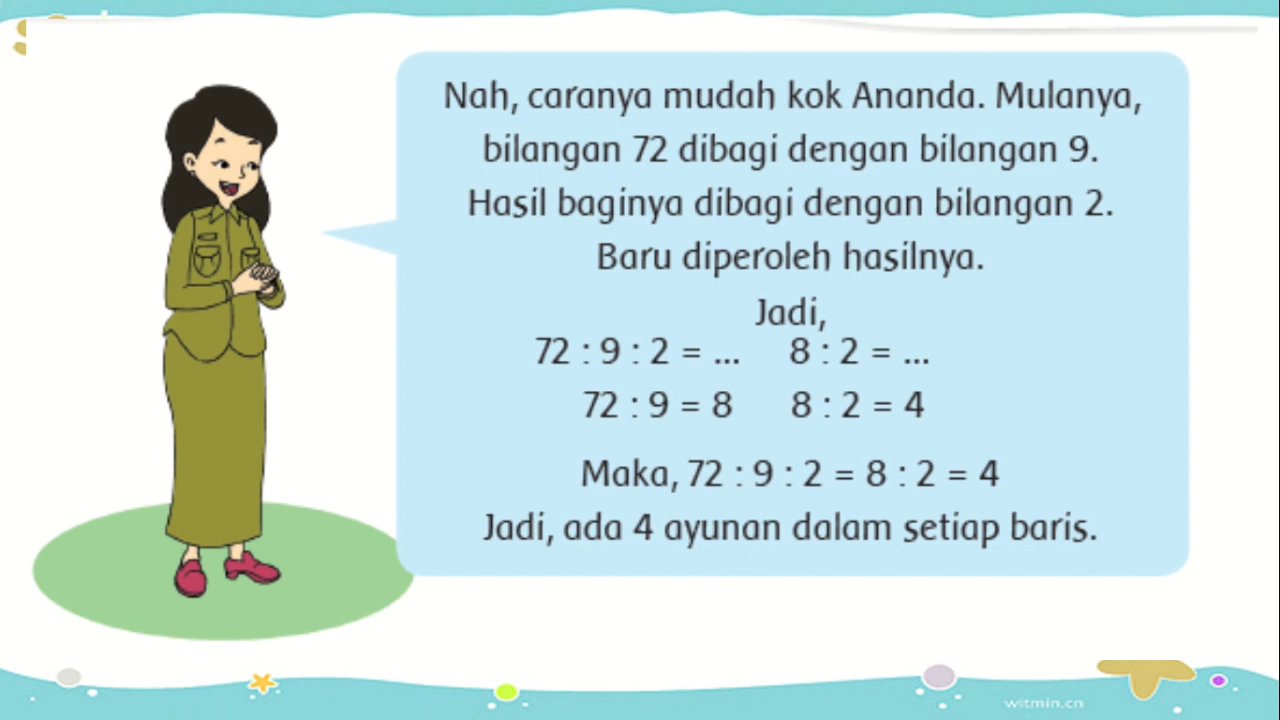 Nah, caranya mudah kok Ananda. Mulanya,
bilangan 72 dibagi dengan bilangan 9.
Hasil baginya dibagi dengan bilangan 2.
Baru diperoleh hasilnya.
Jadi,
72 : 9 : 2 = ... 8 : 2 = ...
72 : 9 = 8 8 : 2 = 4
Maka, 72 : 9 : 2 = 8 : 2 = 4
Jadi, ada 4 ayunan dalam setiap baris.
witmin.cn